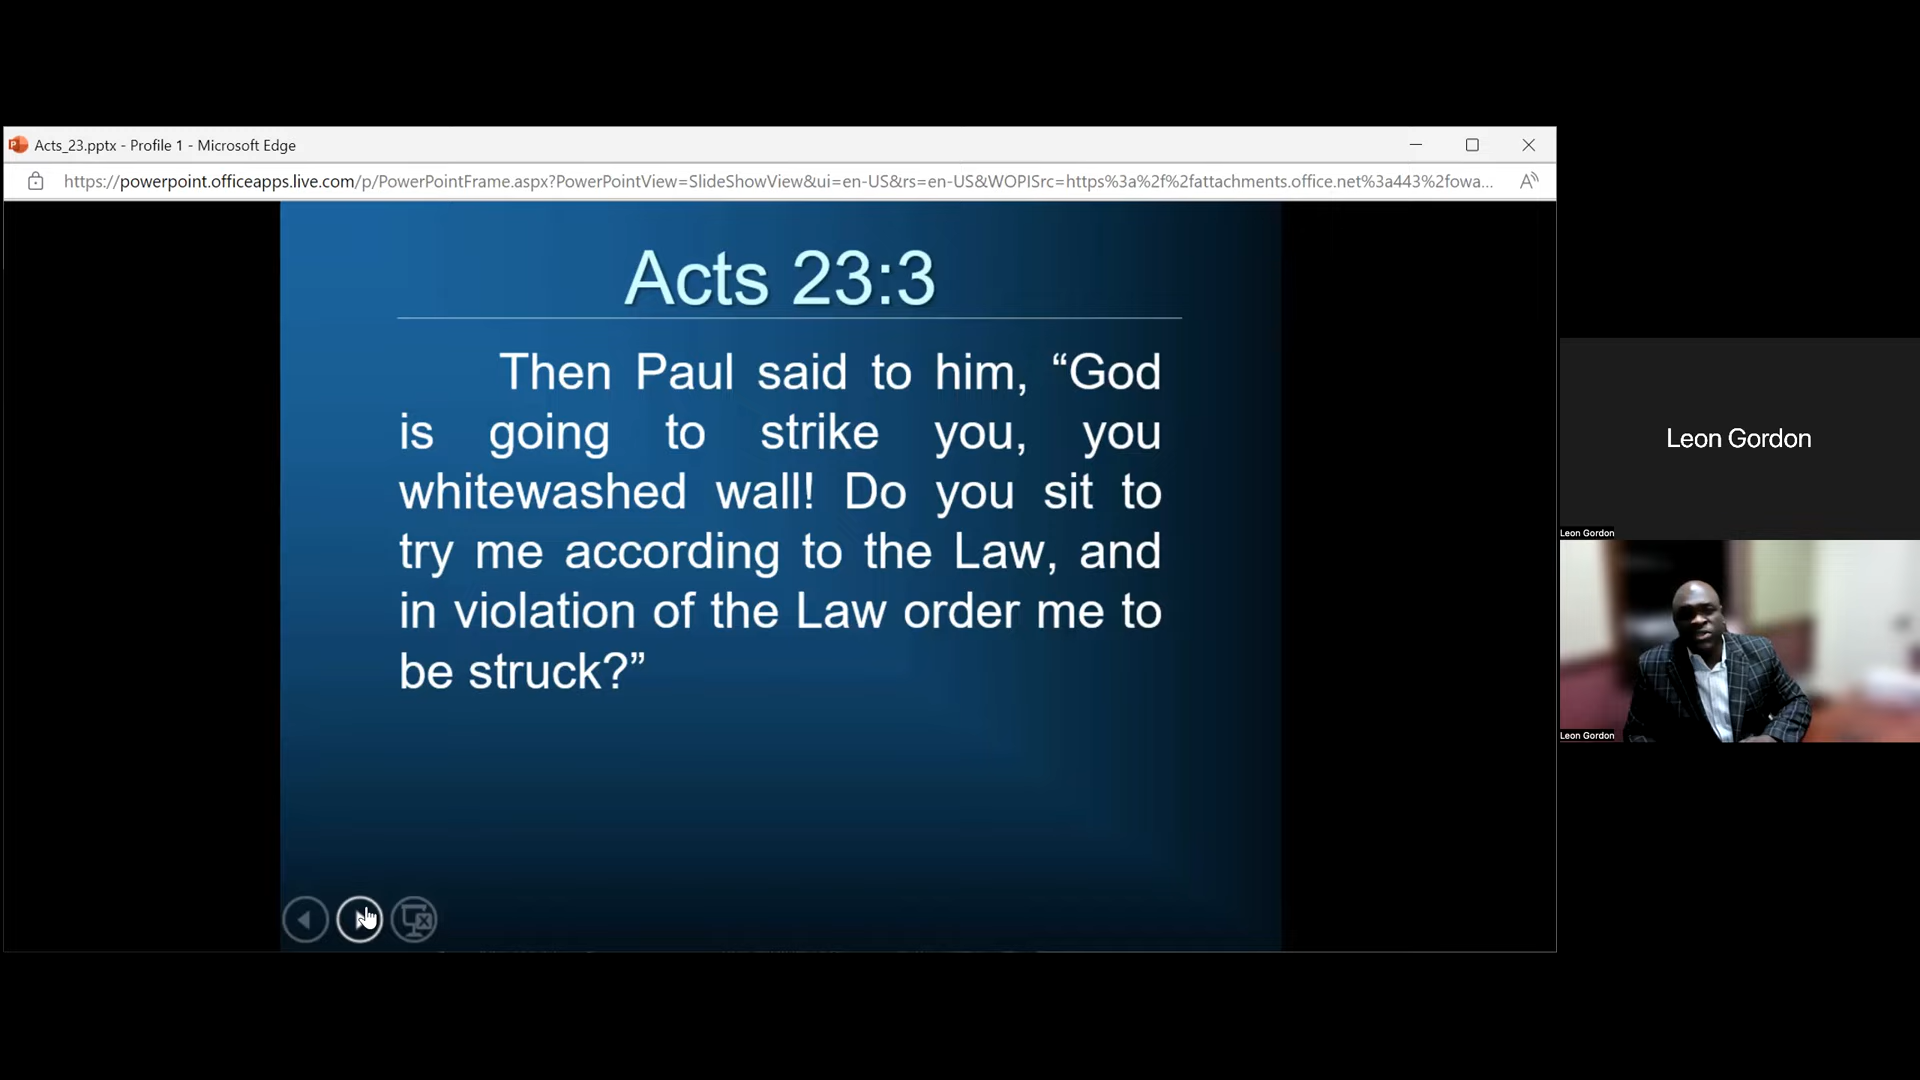 Acts_23.pptx - Profile 1 - Microsoft Edge
https://powerpoint.officeapps.live.com/p/PowerPointFrame.aspx?PowerPointView=SlideShowView&ui=en-US&rs=en-US&WOPISrc=https%3a%2f%2fattachments.office.net%3a443%2fowa...
Acts 23:3
Then Paul said to him, “God
is going to strike you, you
whitewashed wall! Do you sit to
try me according to the Law, and
in violation of the Law order me to
be struck?”
Leon Gordon
Leon Gordon
Leon Gordon